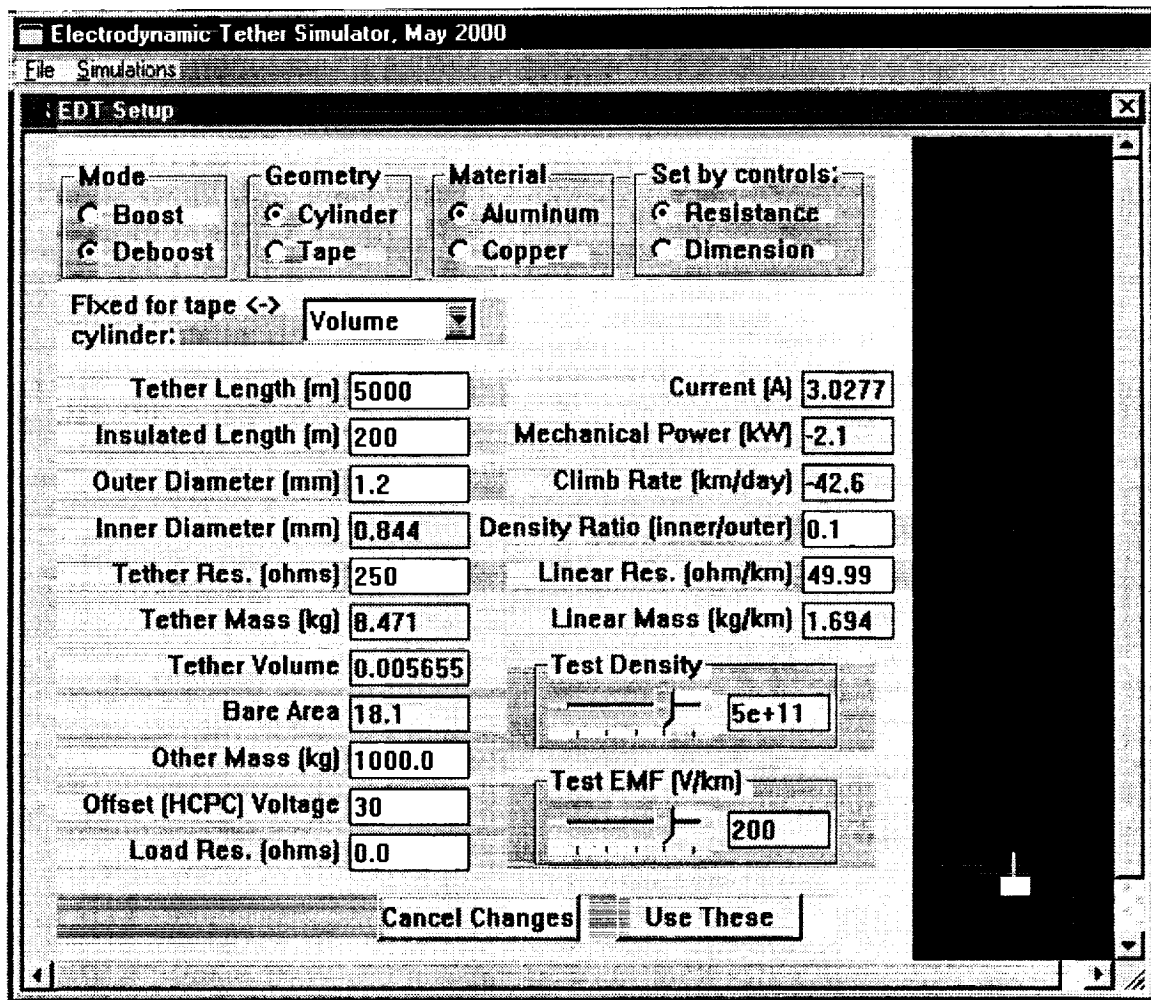 Electrodynamic Tether Simulator, May 2000
File Simulations
EDT Setup
Mode
Boost
Deboost
Geometry
Cylinder
Tape
Material
Aluminum
Copper
Set by controls:
Resistance
Dimension
Fixed for tape <-> cylinder: Volume
Tether Length (m) 5000
Insulated Length (m) 200
Outer Diameter (mm) 1.2
Inner Diameter (mm) 0.844
Tether Res. (ohms) 250
Tether Mass (kg) 8.471
Tether Volume 0.005655
Bare Area 18.1
Other Mass (kg) 1000.0
Offset (HCPC) Voltage 30
Load Res. (ohms) 0.0
Current (A) 3.0277
Mechanical Power (kW) -2.1
Climb Rate (km/day) -42.6
Density Ratio (inner/outer) 0.1
Linear Res. (ohm/km) 49.99
Linear Mass (kg/km) 1.694
Test Density
5e+11
Test EMF (V/km)
200
Cancel Changes
Use These